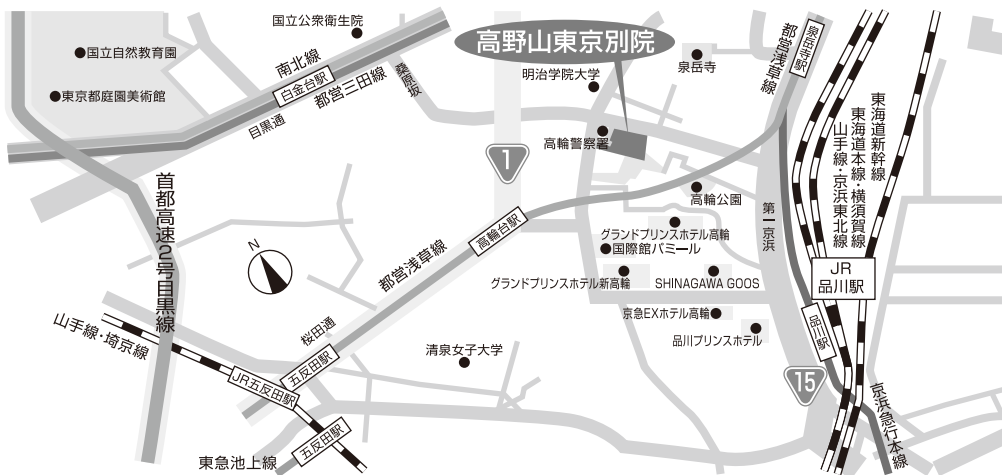 国立公衆衛生院
国立自然教育園
東京都庭園美術館
南北線
白金台駅
都営三田線
目黒通
桑原坂
高野山東京別院
明治学院大学
泉岳寺
都営浅草線
泉岳寺駅
高輪警察署
1
高輪公園
第一京浜
東海道新幹線
東海道本線・横須賀線
山手線・京浜東北線
首都高速2号目黒線
N
都営浅草線
高輪台駅
グランドプリンスホテル高輪
国際館パミール
グランドプリンスホテル新高輪
SHINAGAWA GOOS
JR
品川駅
京急EXホテル高輪
品川プリンスホテル
品川駅
山手線・埼京線
桜田通
五反田駅
清泉女子大学
JR五反田駅
15
五反田駅
東急池上線
京浜急行本線